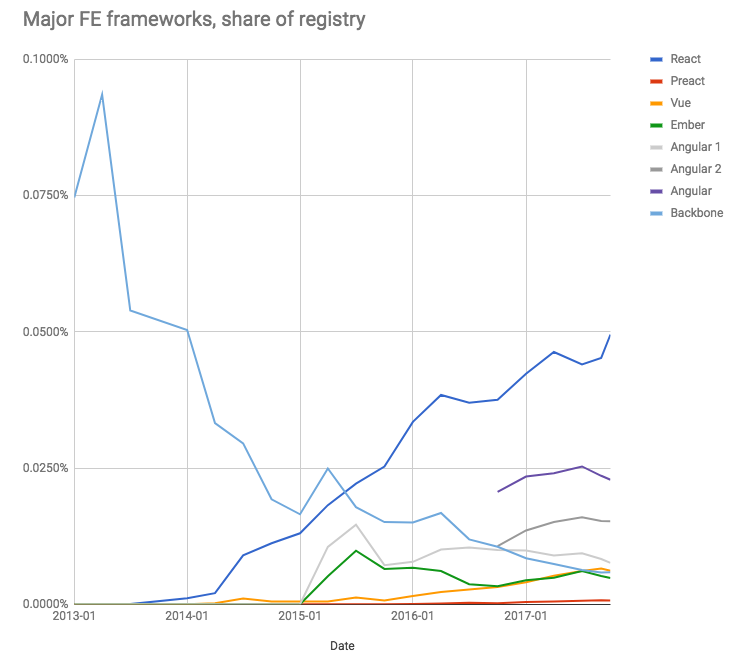 Major FE frameworks, share of registry
0.1000%
0.0750%
0.0500%
0.0250%
0.0000%
2013-01
2014-01
2015-01
2016-01
2017-01
Date
React
Preact
Vue
Ember
Angular 1
Angular 2
Angular
Backbone